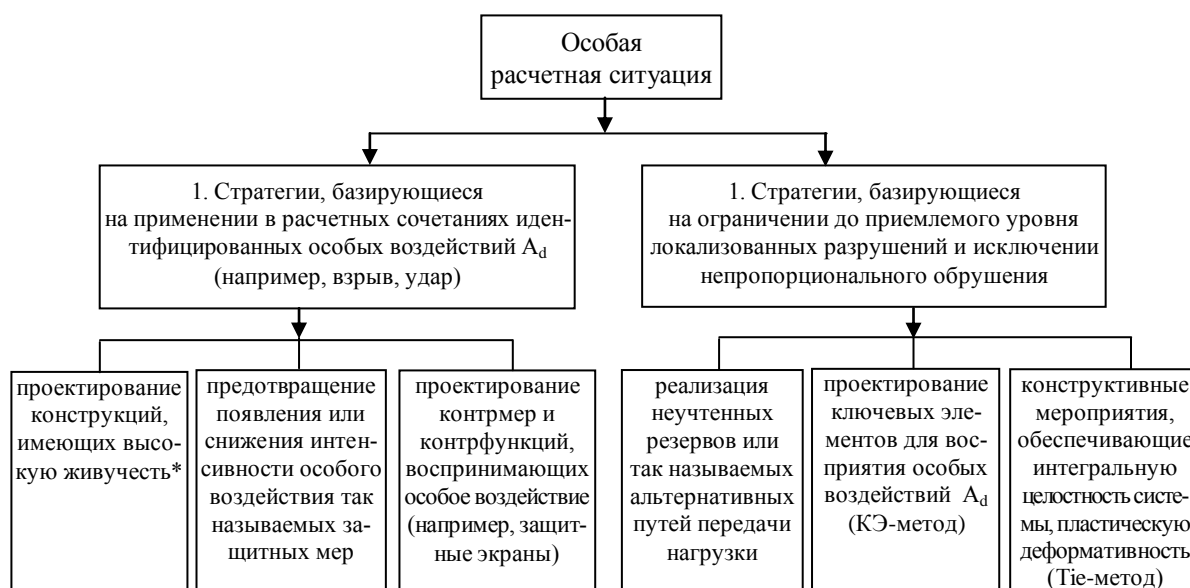 Особая
расчетная ситуация
1. Стратегии, базирующиеся
на применении в расчетных сочетаниях иден-
тифицированных особых воздействий Ad
(например, взрыв, удар)
1. Стратегии, базирующиеся
на ограничении до приемлемого уровня
локализованных разрушений и исключении
непропорционального обрушения
проектирование
конструкций,
имеющих высо-
кую живучесть*
предотвращение
появления или
снижения интен-
сивности особого
воздействия так
называемых за-
щитных мер
проектирование
контрмер и
контрфункций,
воспринимающих
особое воздействие
(например, защит-
ные экраны)
реализация
неучтенных
резервов или
так называемых
альтернативных
путей передачи
нагрузки
проектирование
ключевых эле-
ментов для вос-
приятия особых
воздействий Ad
(КЭ-метод)
конструктивные
мероприятия,
обеспечивающие
интегральную
целостность систе-
мы, пластическую
деформативность
(Tie-метод)